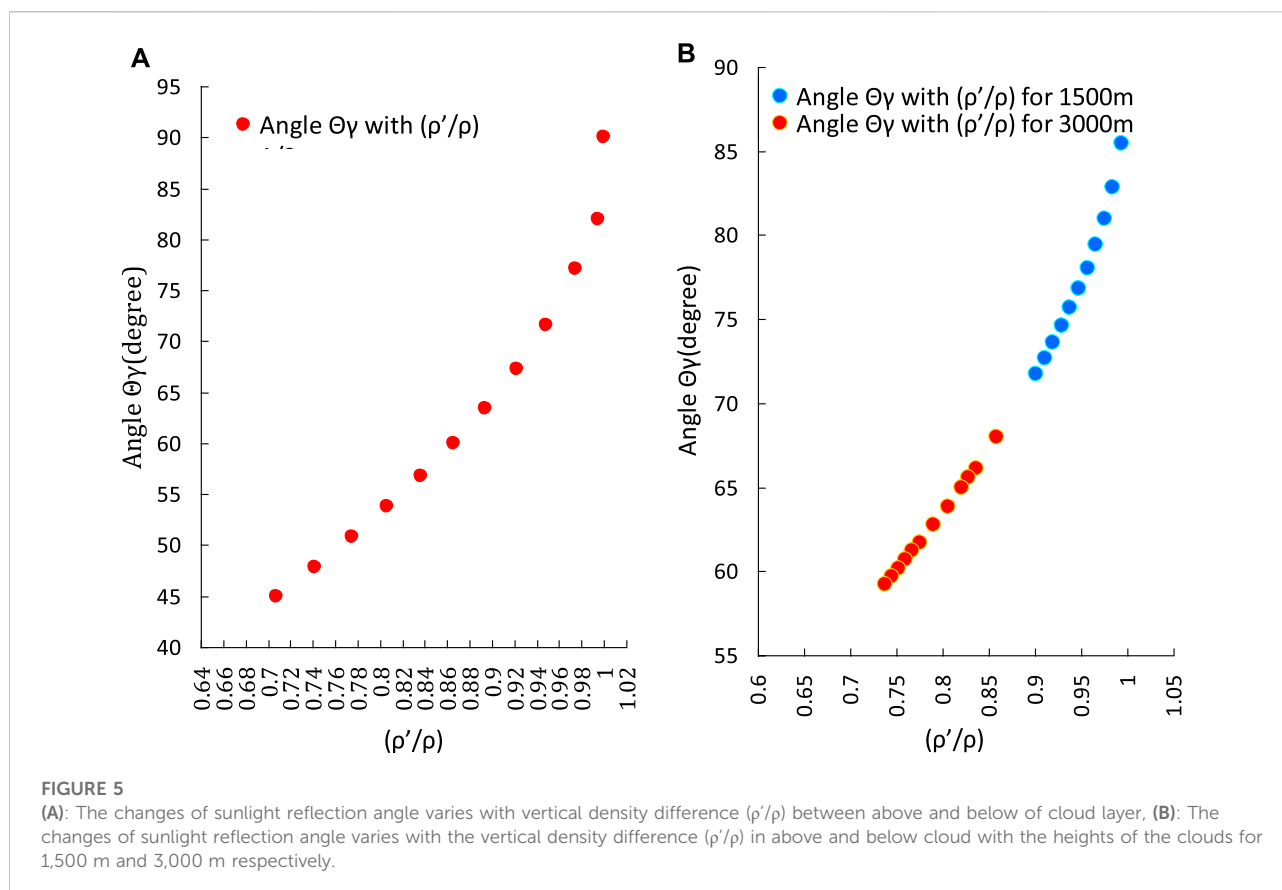 A
95
90
85
80
75
70
65
60
55
50
45
40
Angle Θγ(degree)
Angle Θγ with (ρ’/ρ)
0.64 0.66 0.68 0.7 0.72 0.74 0.76 0.78 0.8 0.82 0.84 0.86 0.88 0.9 0.92 0.94 0.96 0.98 1 1.02
(ρ’/ρ)
B
90
85
80
75
70
65
60
55
Angle Θγ(degree)
Angle Θγ with (ρ’/ρ) for 1500m
Angle Θγ with (ρ’/ρ) for 3000m
0.6 0.65 0.7 0.75 0.8 0.85 0.9 0.95 1 1.05
(ρ’/ρ)
FIGURE 5
(A): The changes of sunlight reflection angle varies with vertical density difference (ρ’/ρ) between above and below of cloud layer, (B): The
changes of sunlight reflection angle varies with the vertical density difference (ρ’/ρ) in above and below cloud with the heights of the clouds for
1,500 m and 3,000 m respectively.